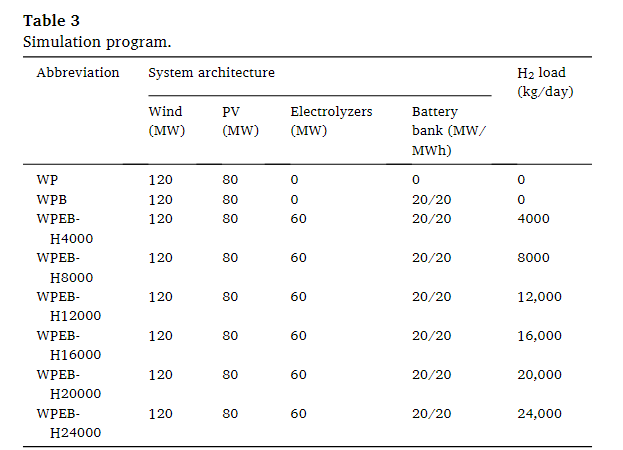 Table 3
Simulation program.
Abbreviation System architecture H₂ load
(kg/day)
Wind
(MW) PV
(MW) Electrolyzers
(MW) Battery
bank (MW/
MWh)
WP 120 80 0 0 0
WPB 120 80 0 20/20 0
WPEB- 120 80 60 20/20 4000
H4000
WPEB- 120 80 60 20/20 8000
H8000
WPEB- 120 80 60 20/20 12,000
H12000
WPEB- 120 80 60 20/20 16,000
H16000
WPEB- 120 80 60 20/20 20,000
H20000
WPEB- 120 80 60 20/20 24,000
H24000